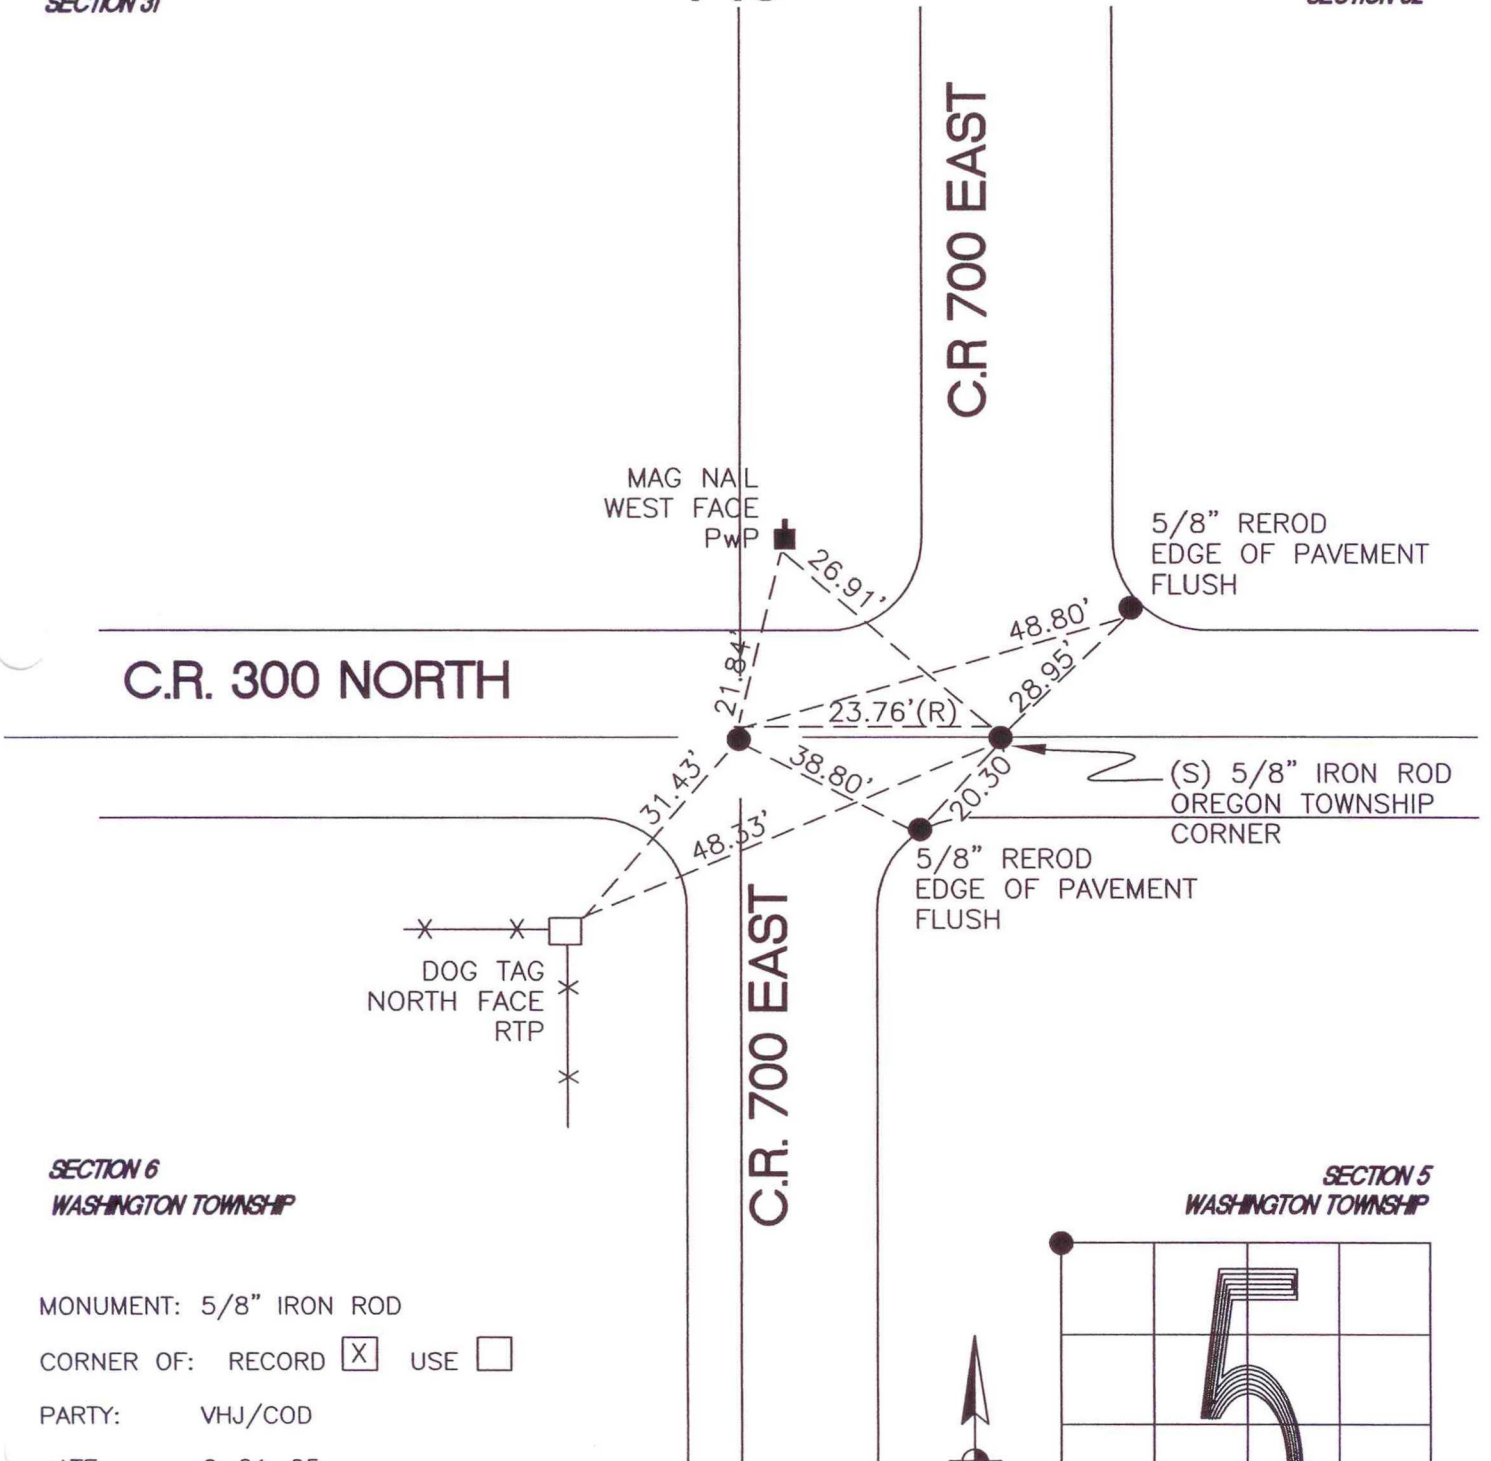 SECTION 31
C.R 700 EAST
MAG NAIL
WEST FACE
PwP
5/8" REROD
EDGE OF PAVEMENT
FLUSH
26.91'
48.80'
21.84'
28.95'
C.R. 300 NORTH
23.76'(R)
38.80'
31.43'
20.30
48.33'
(S) 5/8" IRON ROD
OREGON TOWNSHIP
CORNER
5/8" REROD
EDGE OF PAVEMENT
FLUSH
DOG TAG
NORTH FACE
RTP
C.R. 700 EAST
SECTION 6
WASHINGTON TOWNSHIP
SECTION 5
WASHINGTON TOWNSHIP
MONUMENT: 5/8" IRON ROD
CORNER OF: RECORD X USE
PARTY: VHJ/COD
5